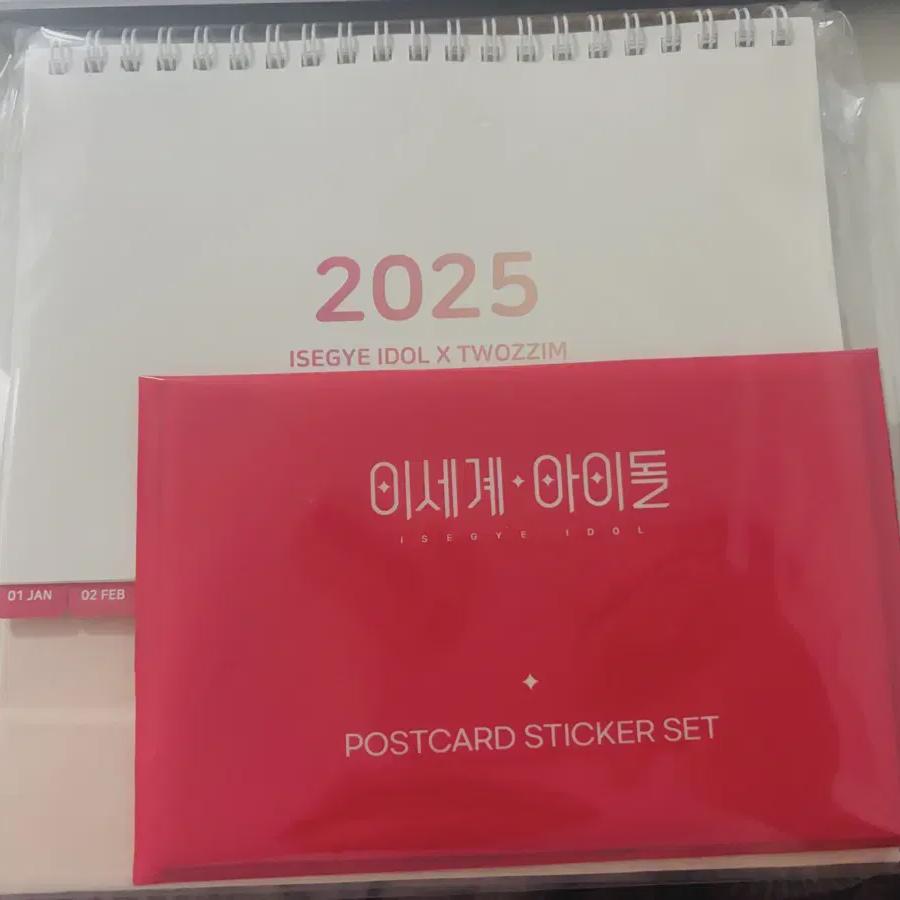 2025
ISEGYE IDOL X TWOZZIM
이세계아이돌
ISEGYE IDOL
POSTCARD STICKER SET
01 JAN
02 FEB